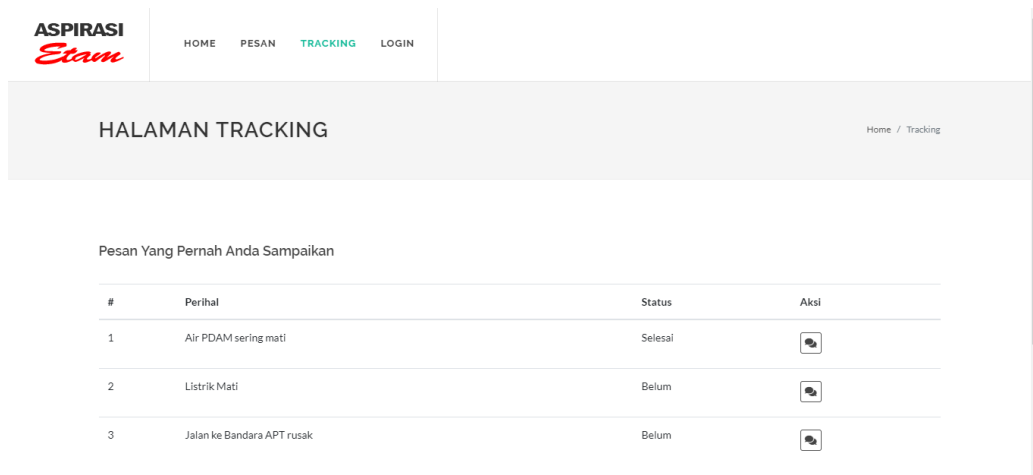 ASPIRASI
Etam
HOME PESAN TRACKING LOGIN
HALAMAN TRACKING
Home / Tracking
Pesan Yang Pernah Anda Sampaikan
# Perihal Status Aksi
1 Air PDAM sering mati Selesai
2 Listrik Mati Belum
3 Jalan ke Bandara APT rusak Belum